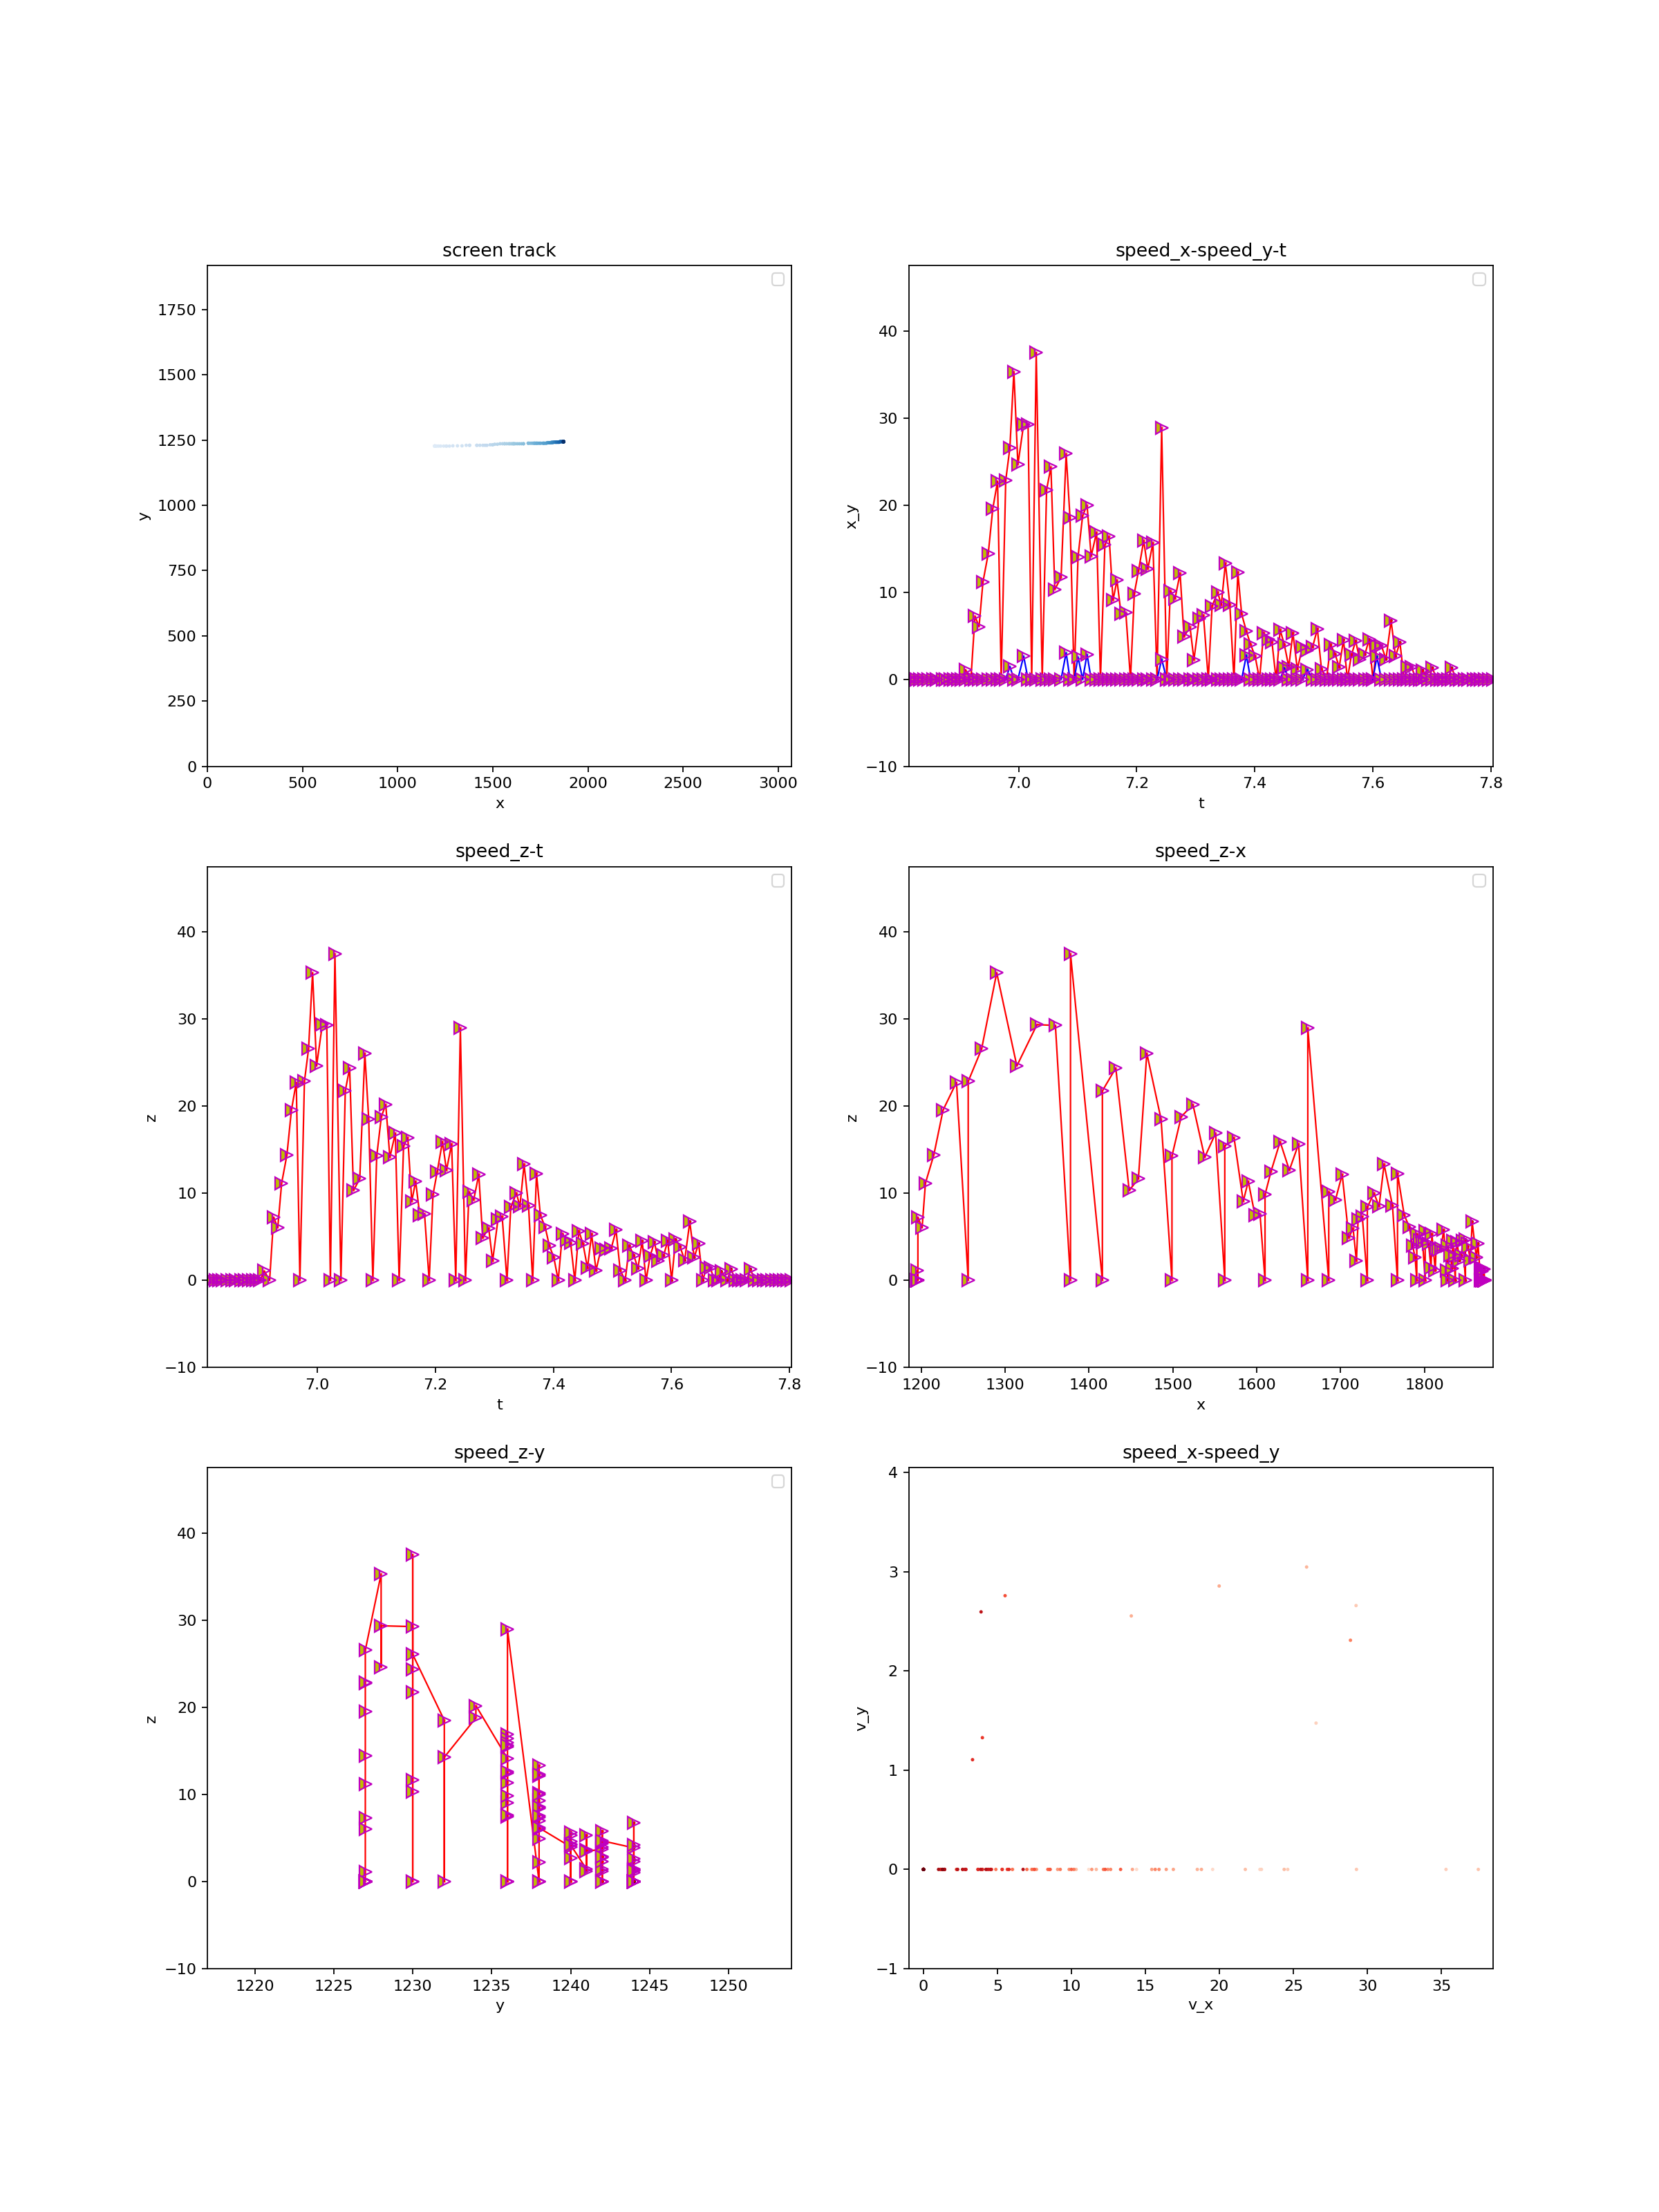 screen track
1750
1500
1250
1000
750
500
250
0
y
0 500 1000 1500 2000 2500 3000
x
speed_x-speed_y-t
40
30
20
10
0
−10
x_y
7.0 7.2 7.4 7.6 7.8
t
speed_z-t
40
30
20
10
0
−10
z
7.0 7.2 7.4 7.6 7.8
t
speed_z-x
40
30
20
10
0
−10
z
1200 1300 1400 1500 1600 1700 1800
x
speed_z-y
40
30
20
10
0
−10
z
1220 1225 1230 1235 1240 1245 1250
y
speed_x-speed_y
4
3
2
1
0
−1
v_y
0 5 10 15 20 25 30 35
v_x